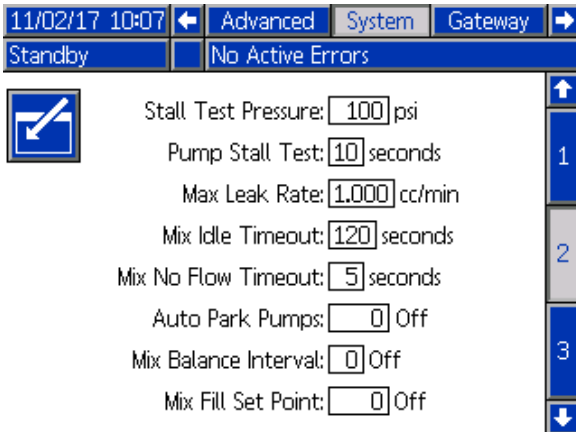 11/02/17 10:07 Advanced System Gateway
Standby No Active Errors
Stall Test Pressure: 100 psi
Pump Stall Test: 10 seconds
1
Max Leak Rate: 1.000 cc/min
Mix Idle Timeout: 120 seconds
2
Mix No Flow Timeout: 5 seconds
Auto Park Pumps: 0 Off
Mix Balance Interval: 0 Off
3
Mix Fill Set Point: 0 Off